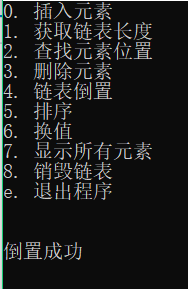 0. 插入元素
1. 获取链表长度
2. 查找元素位置
3. 删除元素
4. 链表倒置
5. 排序
6. 换值
7. 显示所有元素
8. 销毁链表
e. 退出程序
倒置成功